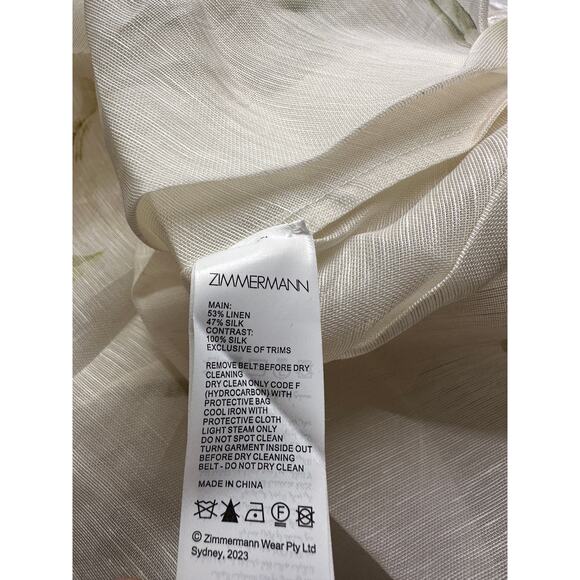 ZIMMERMANN
MAIN:
53% LINEN
47% SILK
CONTRAST:
100% SILK
EXCLUSIVE OF TRIMS
REMOVE BELT BEFORE DRY
CLEANING
DRY CLEAN ONLY CODE F
(HYDROCARBON) WITH
PROTECTIVE BAG
COOL IRON WITH
PROTECTIVE CLOTH
LIGHT STEAM ONLY
DO NOT SPOT CLEAN
TURN GARMENT INSIDE OUT
BEFORE DRY CLEANING
BELT - DO NOT DRY CLEAN
MADE IN CHINA
F
© Zimmermann Wear Pty Ltd
Sydney, 2023